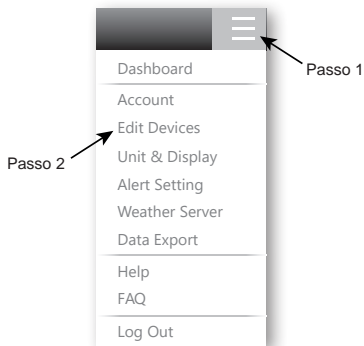 Passo 1
Dashboard
Account
Edit Devices
Passo 2
Unit & Display
Alert Setting
Weather Server
Data Export
Help
FAQ
Log Out